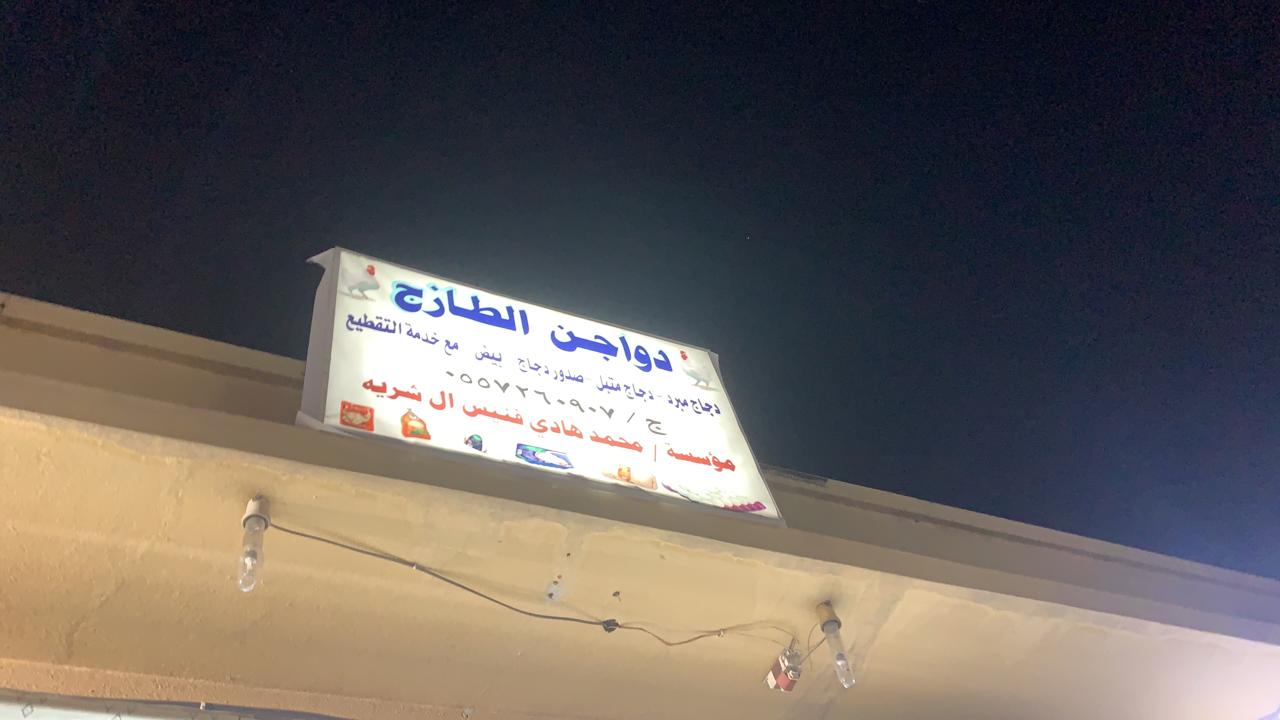 دواجن الطازج
دجاج مبرد - دجاج متبل - صدور دجاج بيض مع خدمة التقطيع
ج / ٠٥٥٧٢٦٠٩٠٧
مؤسسة / محمد هادي فنيس ال شريه